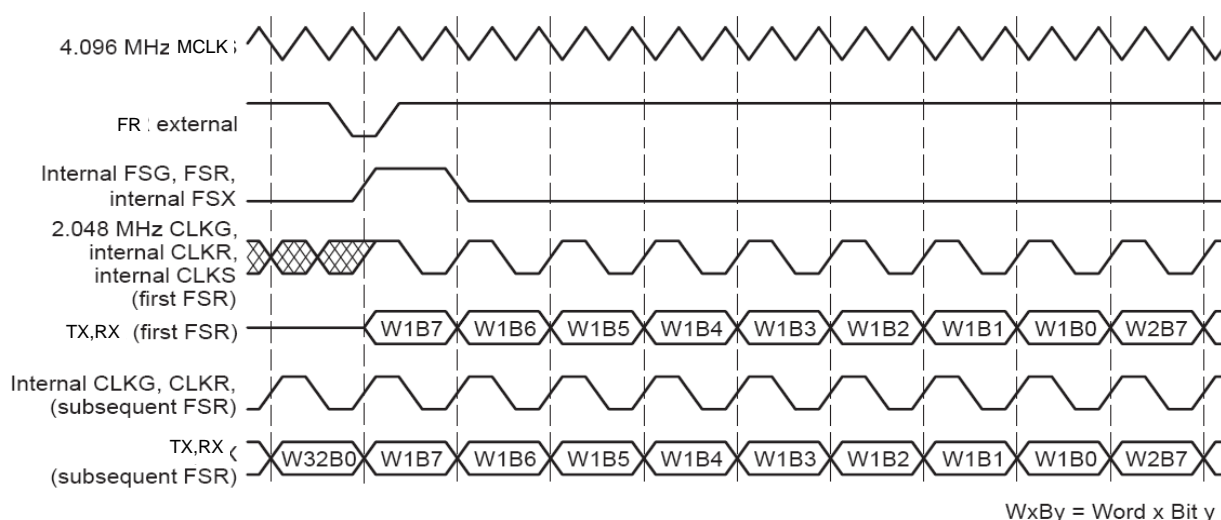 4.096 MHz MCLK
FR : external
Internal FSG, FSR,
internal FSX
2.048 MHz CLKG,
internal CLKR,
internal CLKS
(first FSR)
TX,RX (first FSR)
W1B7 W1B6 W1B5 W1B4 W1B3 W1B2 W1B1 W1B0 W2B7
Internal CLKG, CLKR,
(subsequent FSR)
TX,RX
(subsequent FSR)
W32B0 W1B7 W1B6 W1B5 W1B4 W1B3 W1B2 W1B1 W1B0 W2B7
WxBy = Word x Bit y